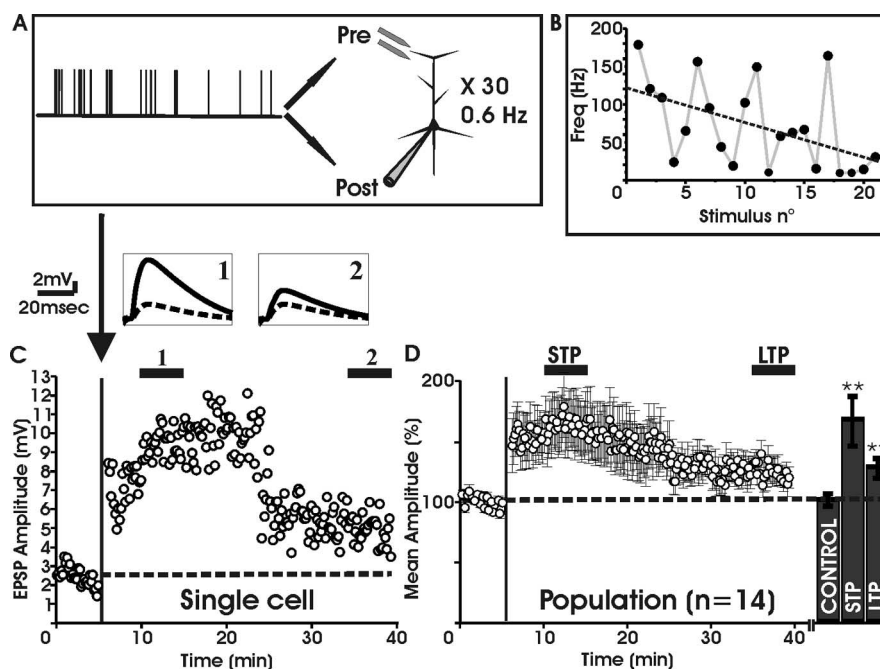 A
Pre
X 30
0.6 Hz
Post
B
Freq (Hz)
200
150
100
50
0
0 5 10 15 20
Stimulus n°
2mV
20msec
1
2
C
1
2
EPSP Amplitude (mV)
13
12
11
10
9
8
7
6
5
4
3
2
1
Single cell
0 10 20 30 40
Time (min)
D
STP
LTP
Mean Amplitude (%)
200
100
0
Population (n=14)
0 10 20 30 40
Time (min)
**
**
CONTROL
STP
LTP